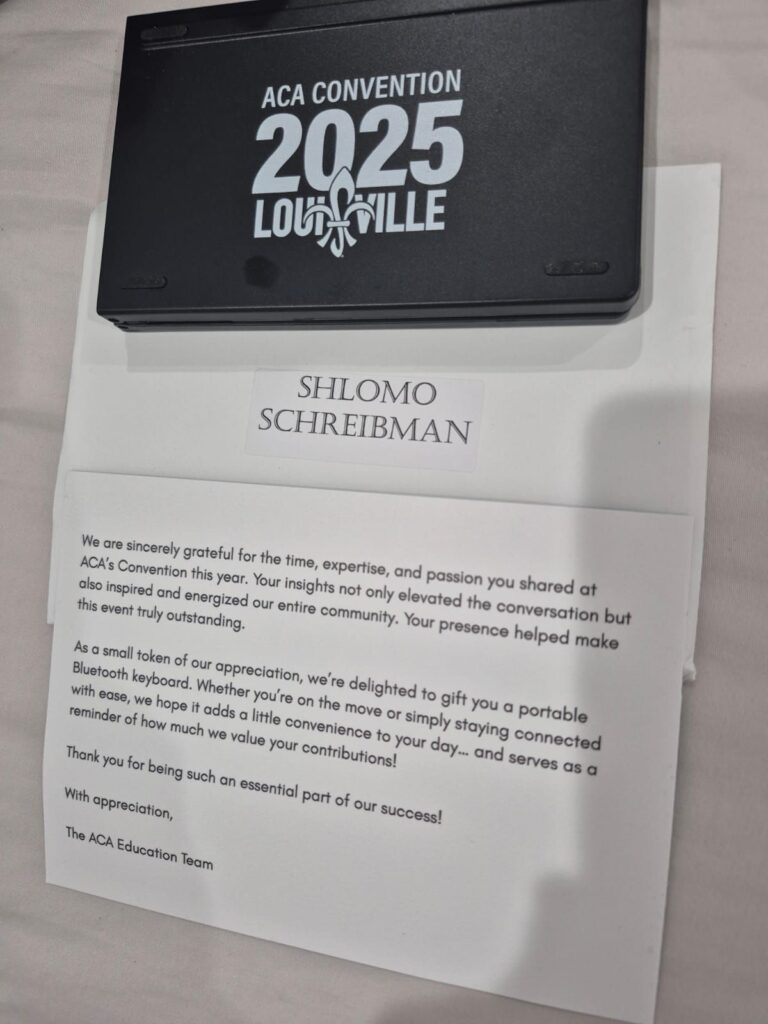 ACA CONVENTION
2025
LOUISVILLE
SHLOMO
SCHREIBMAN
We are sincerely grateful for the time, expertise, and passion you shared at
ACA's Convention this year. Your insights not only elevated the conversation but
also inspired and energized our entire community. Your presence helped make
this event truly outstanding.
As a small token of our appreciation, we're delighted to gift you a portable
Bluetooth keyboard. Whether you're on the move or simply staying connected
with ease, we hope it adds a little convenience to your day... and serves as a
reminder of how much we value your contributions!
Thank you for being such an essential part of our success!
With appreciation,
The ACA Education Team